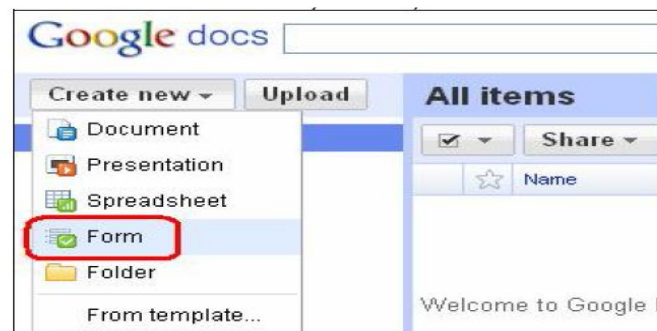 Google docs
Create new Upload All items
Document
Share
Presentation
Name
Spreadsheet
Form
Folder
Welcome to Google
From template...